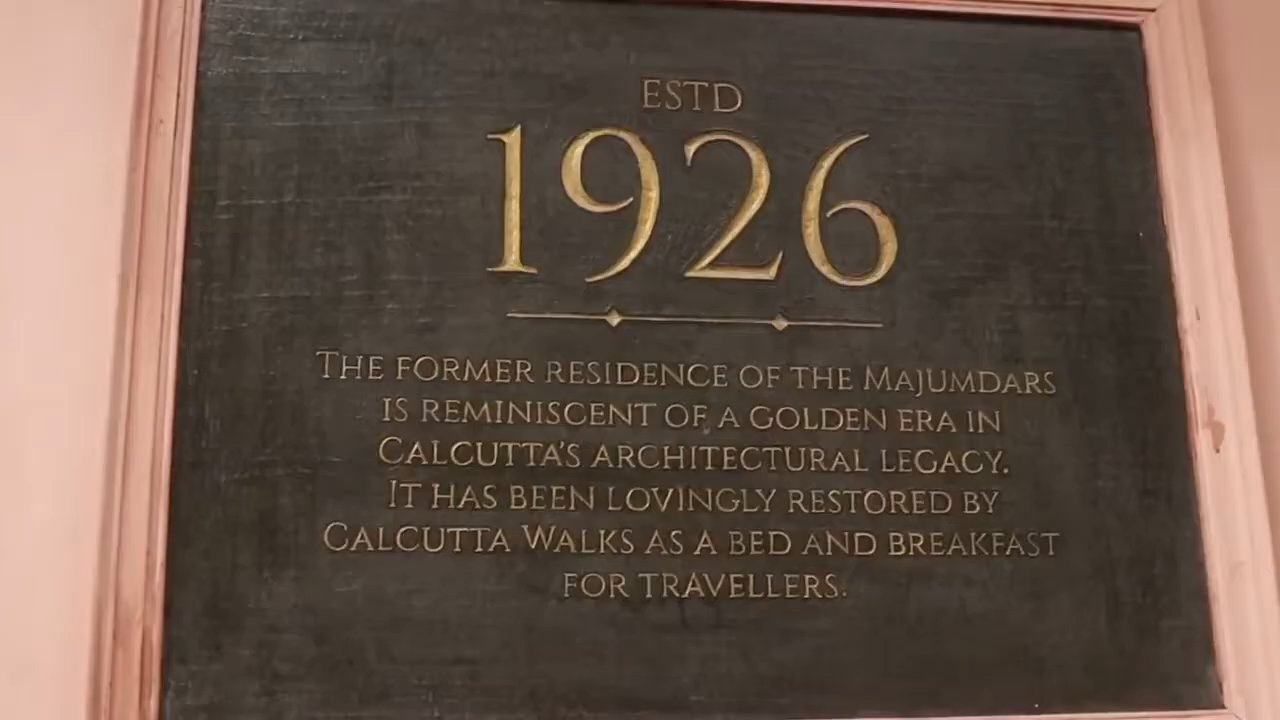 ESTD
1926
THE FORMER RESIDENCE OF THE MAJUMDARS
IS REMINISCENT OF A GOLDEN ERA IN
CALCUTTA'S ARCHITECTURAL LEGACY.
IT HAS BEEN LOVINGLY RESTORED BY
CALCUTTA WALKS AS A BED AND BREAKFAST
FOR TRAVELLERS.